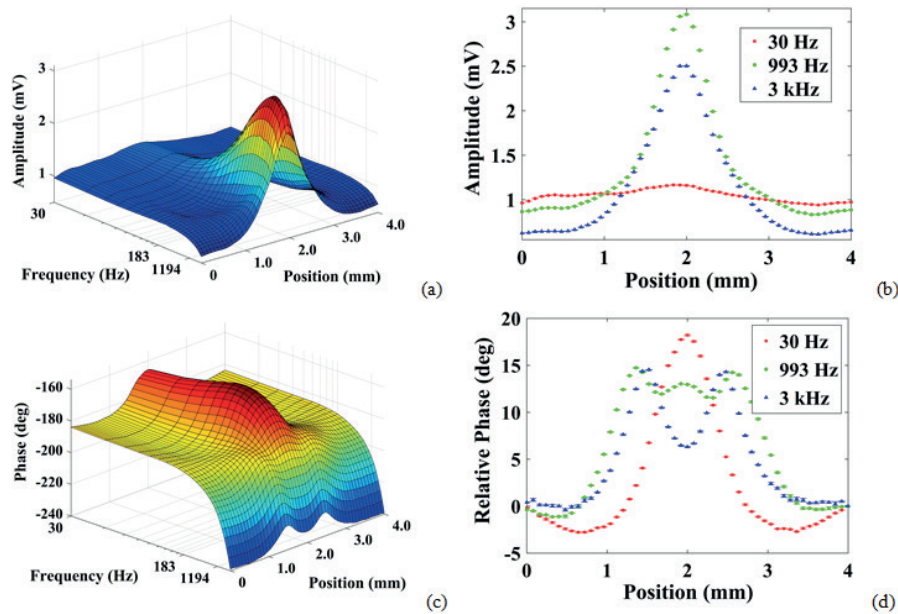 3
2
1
Amplitude (mV)
30
183
1194
Frequency (Hz)
0
1.0
2.0
3.0
4.0
Position (mm)
(a)
3
2.5
2
1.5
1
Amplitude (mV)
30 Hz
993 Hz
3 kHz
0
1
2
3
4
Position (mm)
(b)
-160
-180
-200
-220
-240
Phase (deg)
30
183
1194
Frequency (Hz)
0
1.0
2.0
3.0
4.0
Position (mm)
(c)
20
15
10
5
0
-5
Relative Phase (deg)
30 Hz
993 Hz
3 kHz
0
1
2
3
4
Position (mm)
(d)